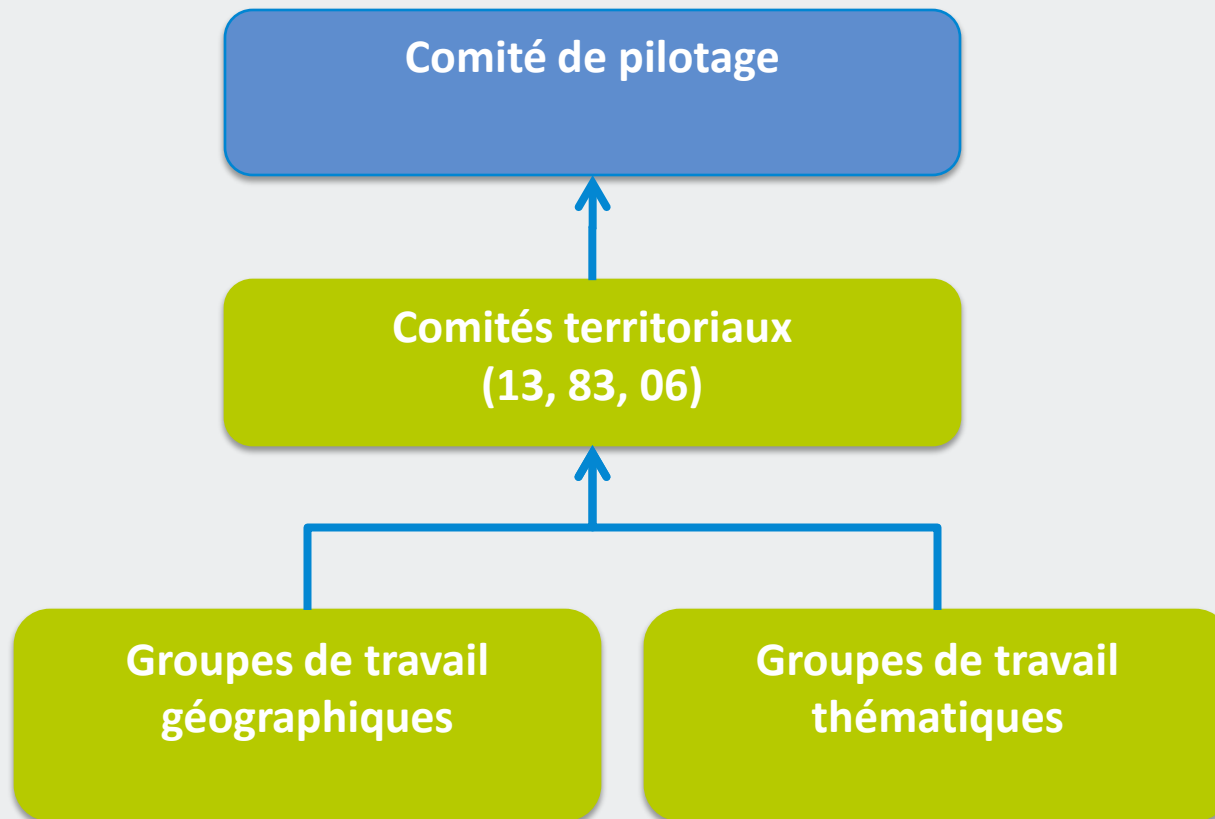 Comité de pilotage
Comités territoriaux
(13, 83, 06)
Groupes de travail
géographiques
Groupes de travail
thématiques